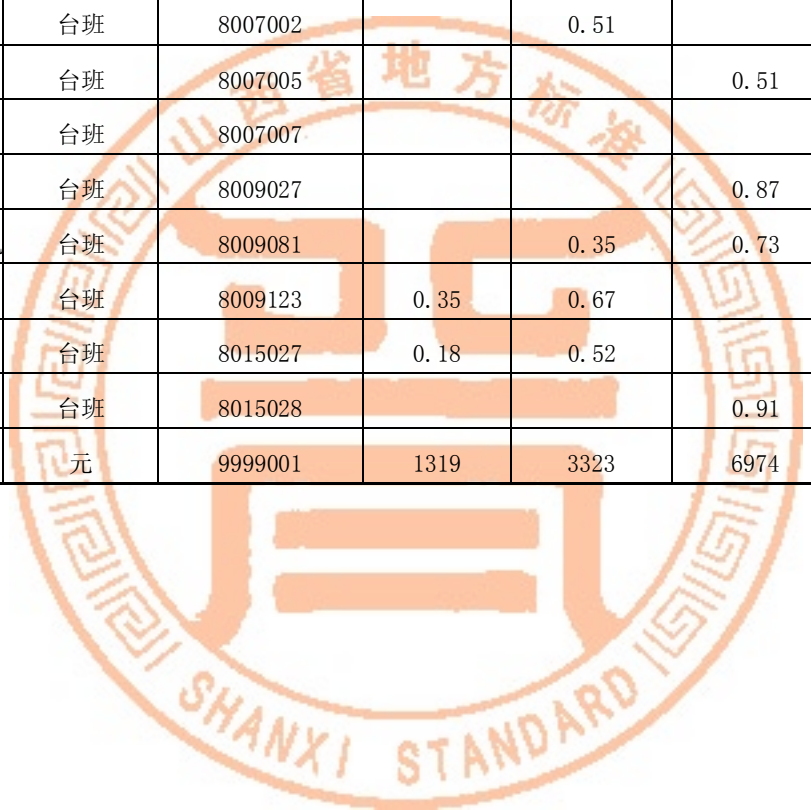 台班 8007002 0.51
台班 8007005 0.51
台班 8007007
台班 8009027 0.87
台班 8009081 0.35 0.73
台班 8009123 0.35 0.67
台班 8015027 0.18 0.52
台班 8015028 0.91
元 9999001 1319 3323 6974
山西省地方标准
SHANXI STANDARD